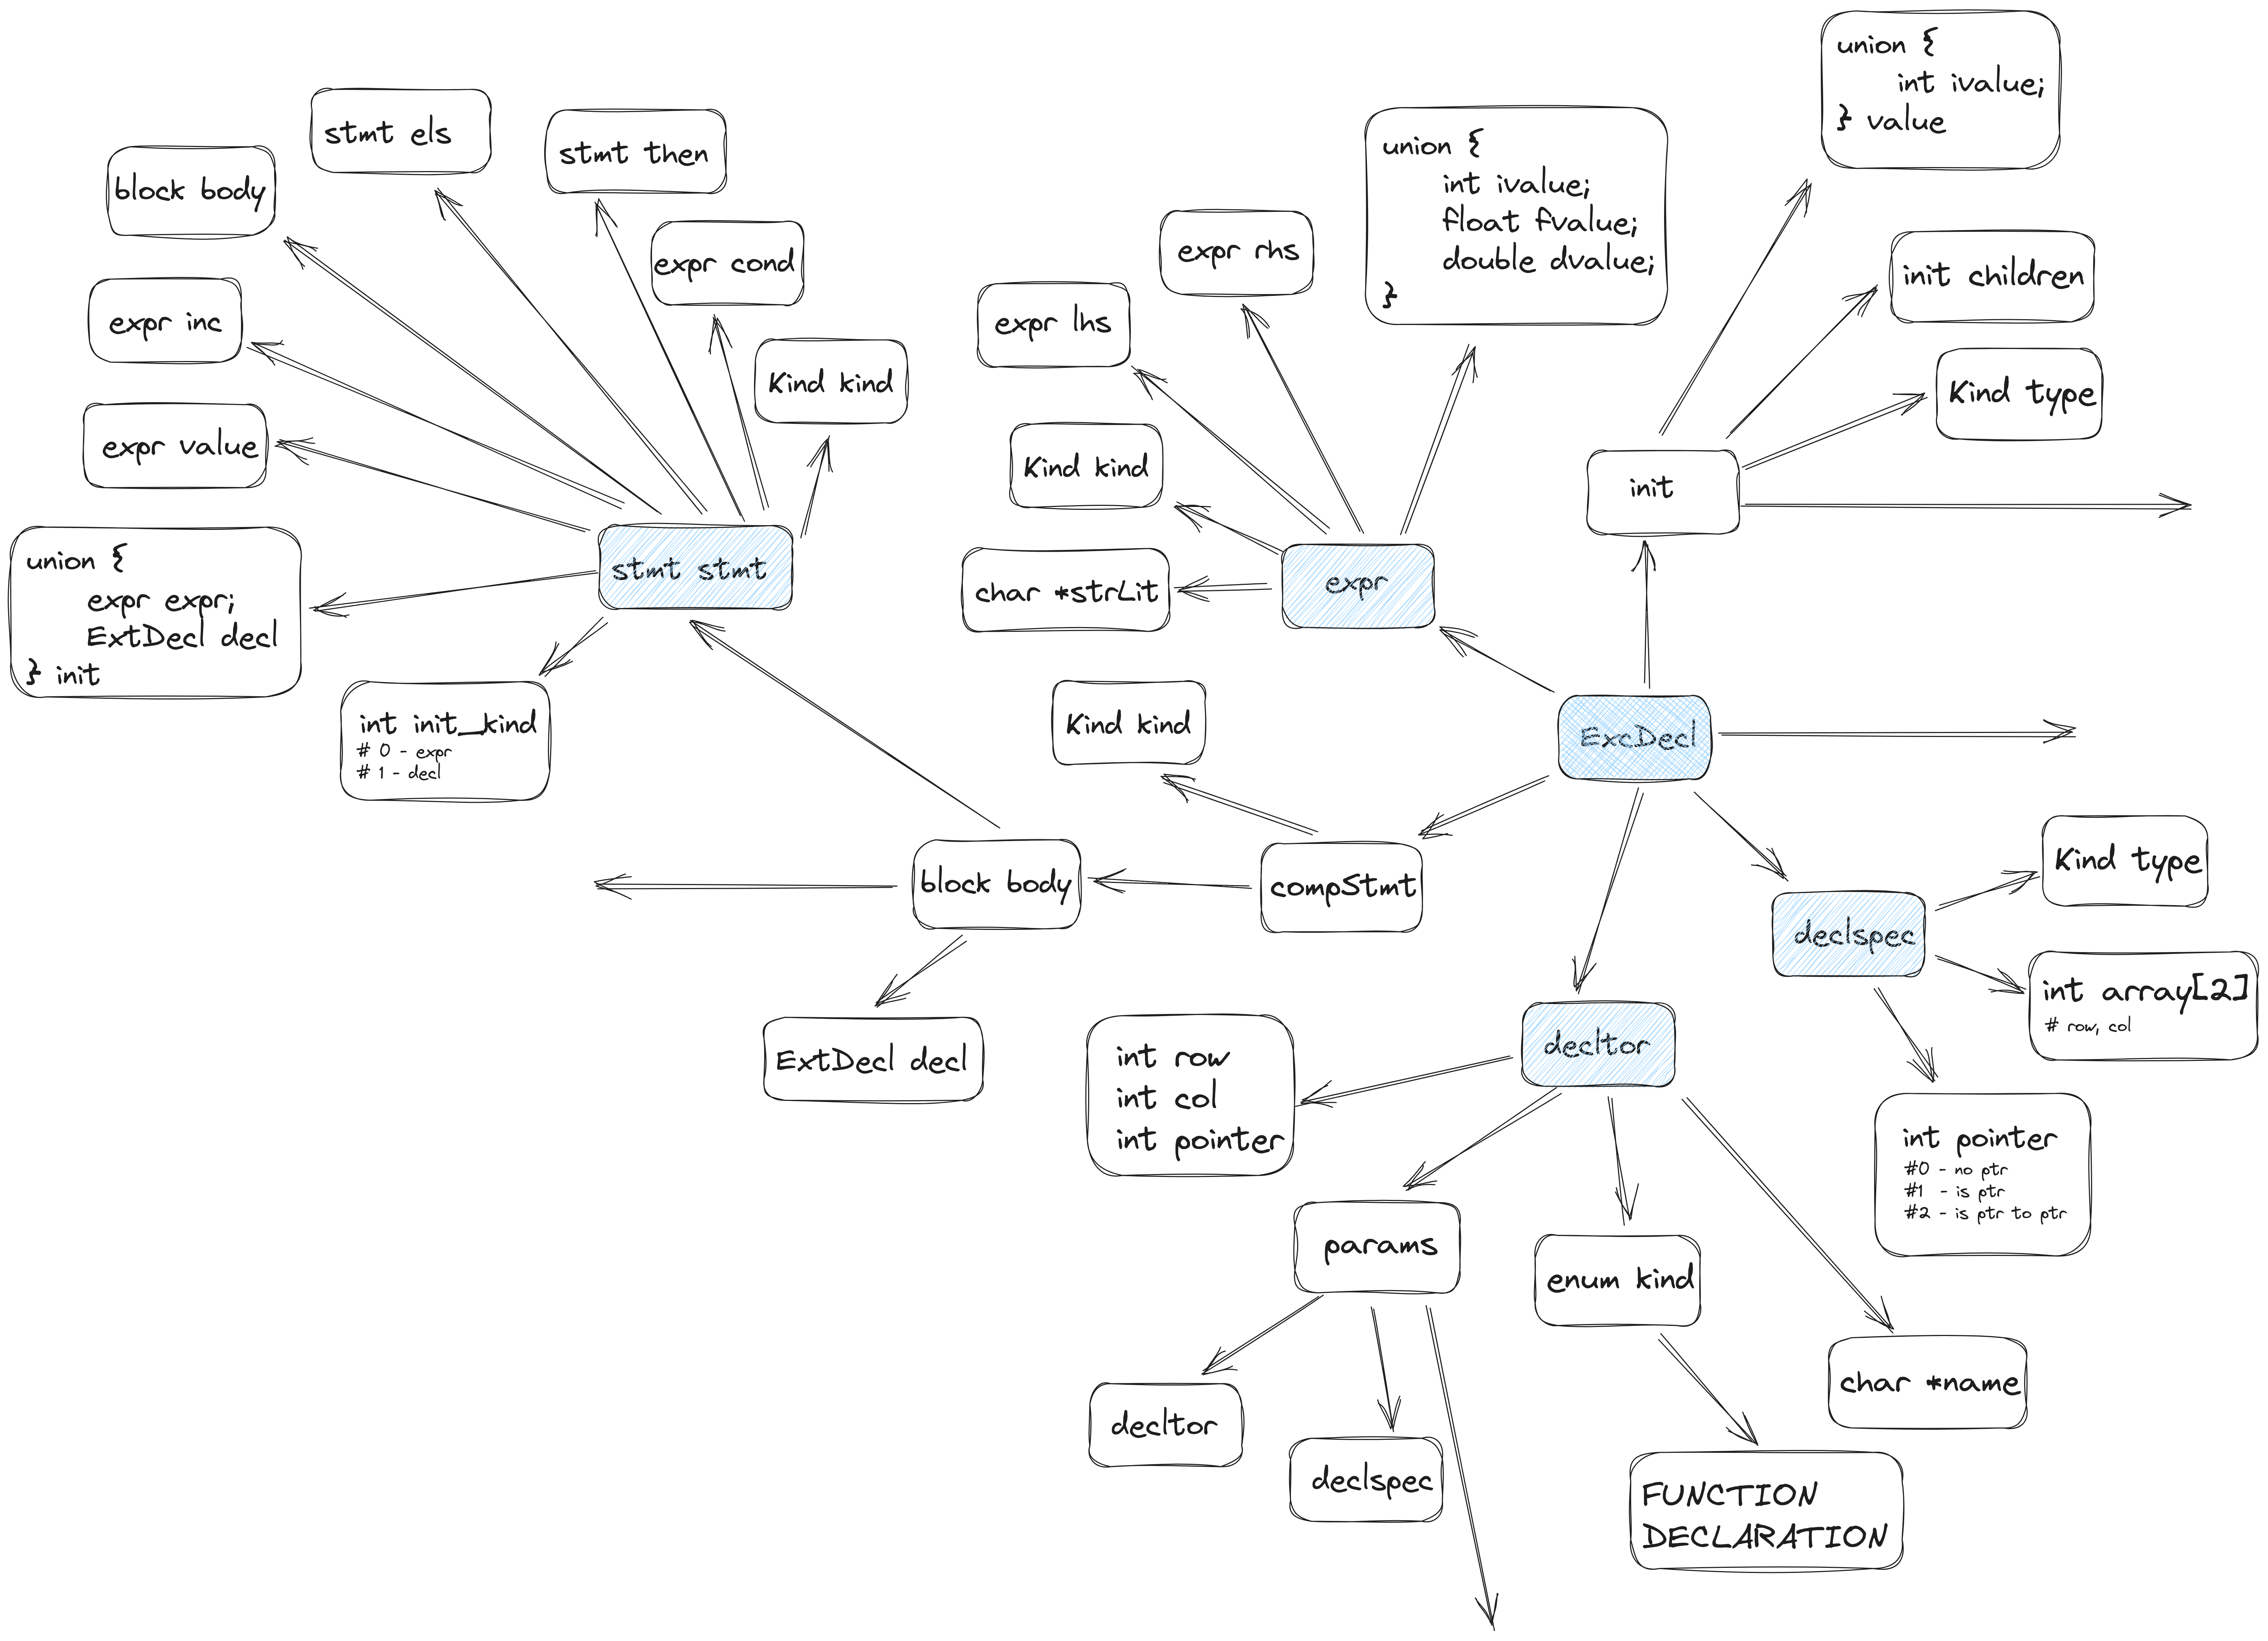 union {
int ivalue;
} value
stmt els
stmt then
block body
union {
int ivalue;
float fvalue;
double dvalue;
}
expr rhs
expr cond
init children
expr inc
expr lhs
Kind kind
Kind type
expr value
Kind kind
init
union {
expr expr;
ExtDecl decl
} init
stmt stmt
char *strLit
expr
int init_kind
# 0 - expr
# 1 - decl
Kind kind
ExcDecl
block body
compStmt
Kind type
declspec
int array[2]
# row, col
ExtDecl decl
int row
int col
int pointer
decltor
int pointer
#0 - no ptr
#1 - is ptr
#2 - is ptr to ptr
params
enum kind
char *name
decltor
declspec
FUNCTION
DECLARATION